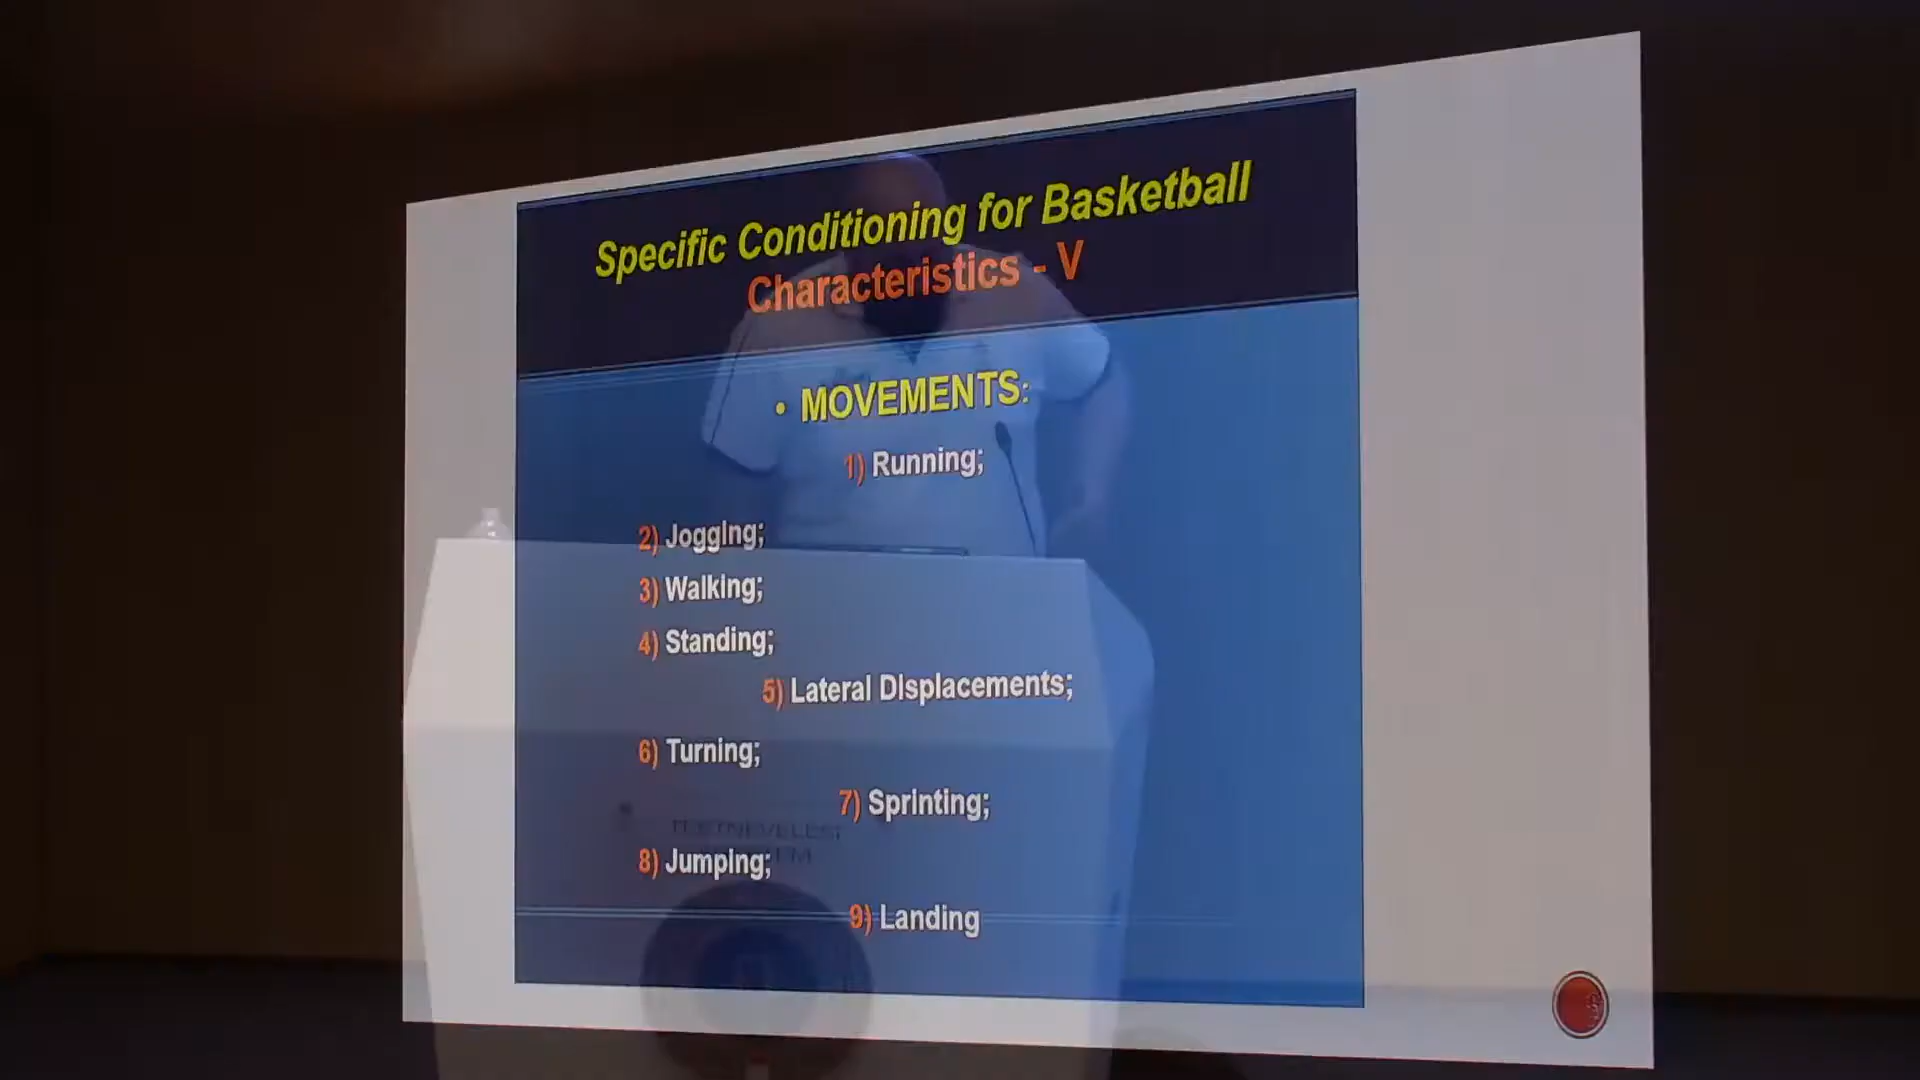 Specific Conditioning for Basketball
Characteristics - V
• MOVEMENTS:
1) Running;
2) Jogging;
3) Walking;
4) Standing;
5) Lateral Displacements;
6) Turning;
7) Sprinting;
8) Jumping;
9) Landing